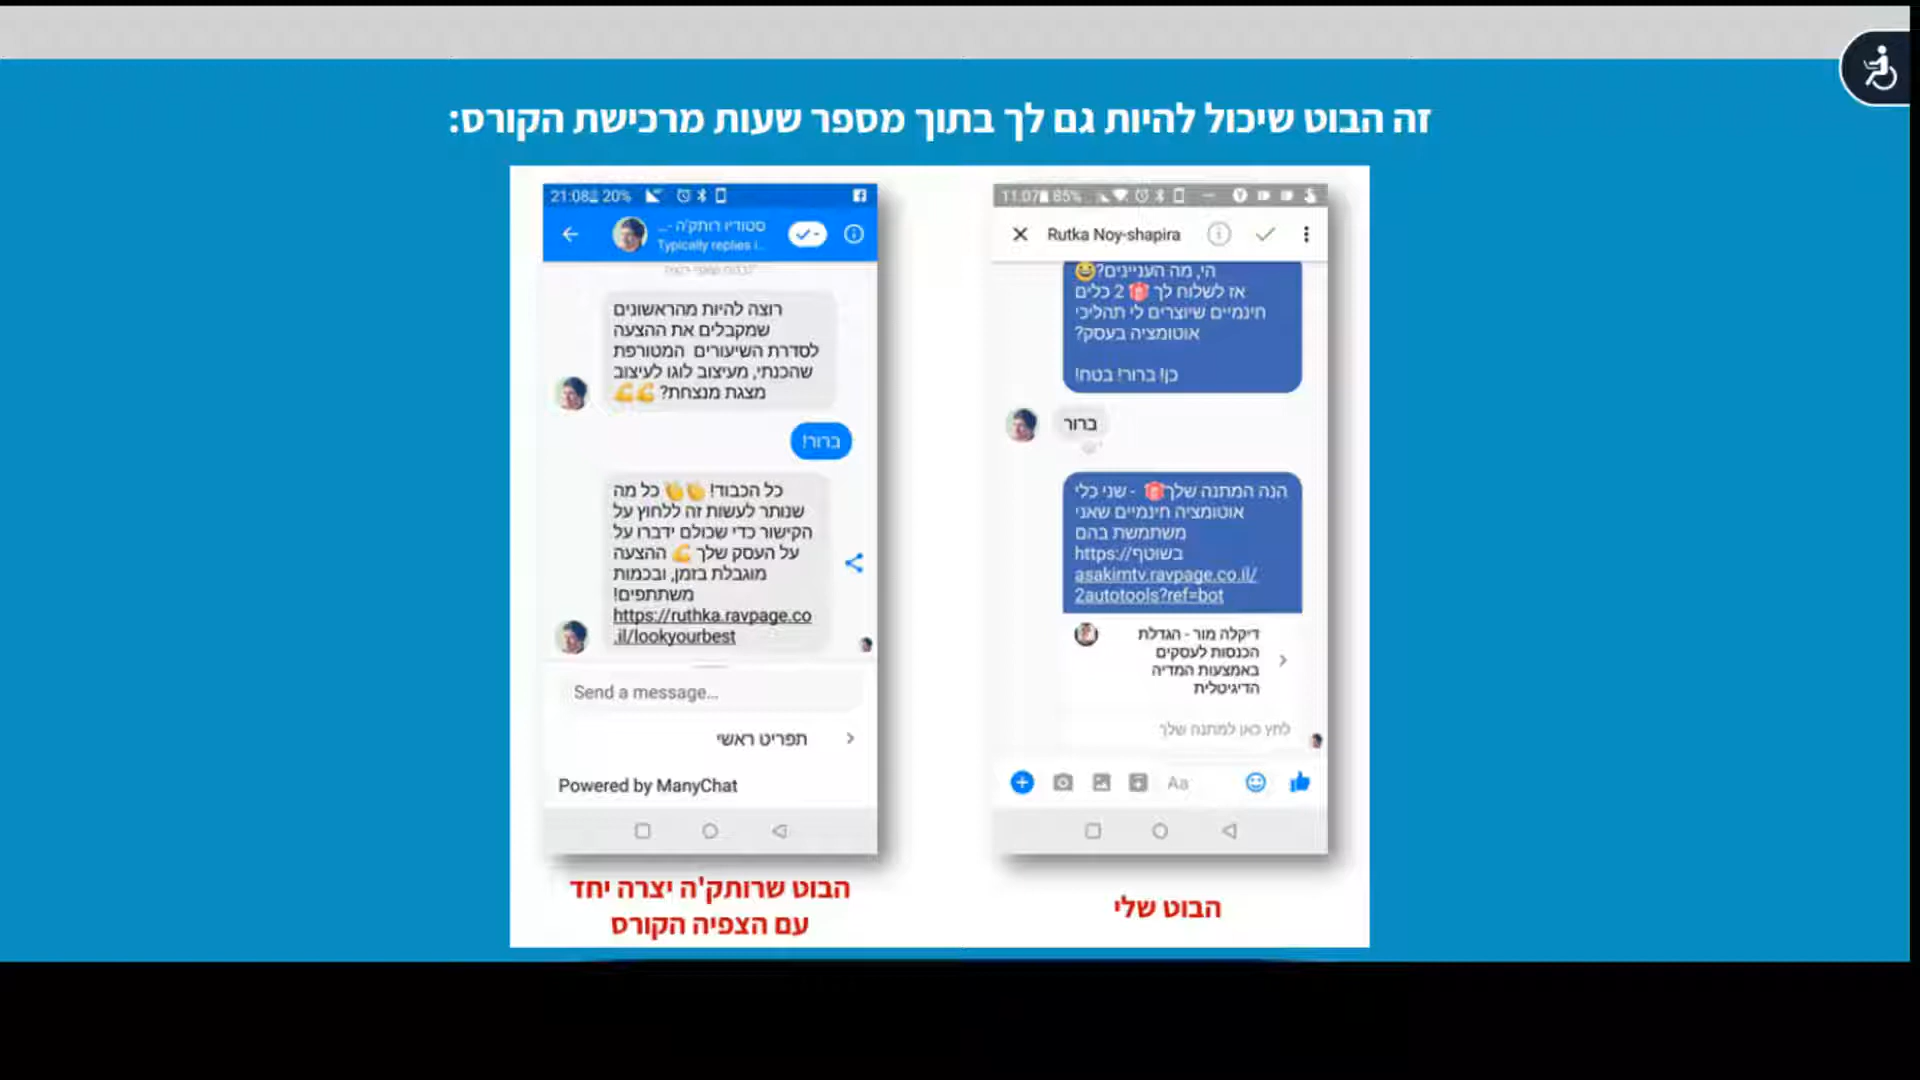 זה הבוט שיכול להיות גם לך בתוך מספר שעות מרכישת הקורס:
11:07 85%
Rutka Noy-shapira
הי, מה העניינים?😄
אז לשלוח לך 🎁 2 כלים
חינמיים שיוצרים לי תהליכי
אוטומציה בעסק?
כן! ברור! בטח!
ברור
הנה המתנה שלך🎁 - שני כלי
אוטומציה חינמיים שאני
משתמשת בהם
בשוטף https://
asakimtv.ravpage.co.il/
2autotools?ref=bot
דיקלה מור - הגדלת
הכנסות לעסקים
באמצעות המדיה
הדיגיטלית
לחץ כאן למתנה שלך
Aa
הבוט שלי
21:08 20%
סטודיו רותק'ה -...
Typically replies i...
רוצה להיות מהראשונים
שמקבלים את ההצעה
לסדרת השיעורים המטורפת
שהכנתי, מעיצוב לוגו לעיצוב
מצגת מנצחת? 💪💪
ברור!
כל הכבוד! 👏👏 כל מה
שנותר לעשות זה ללחוץ על
הקישור כדי שכולם ידברו על
על העסק שלך 💪 ההצעה
מוגבלת בזמן, ובכמות
משתתפים!
https://ruthka.ravpage.co
.il/lookyourbest
Send a message...
תפריט ראשי
Powered by ManyChat
הבוט שרותק'ה יצרה יחד
עם הצפיה הקורס